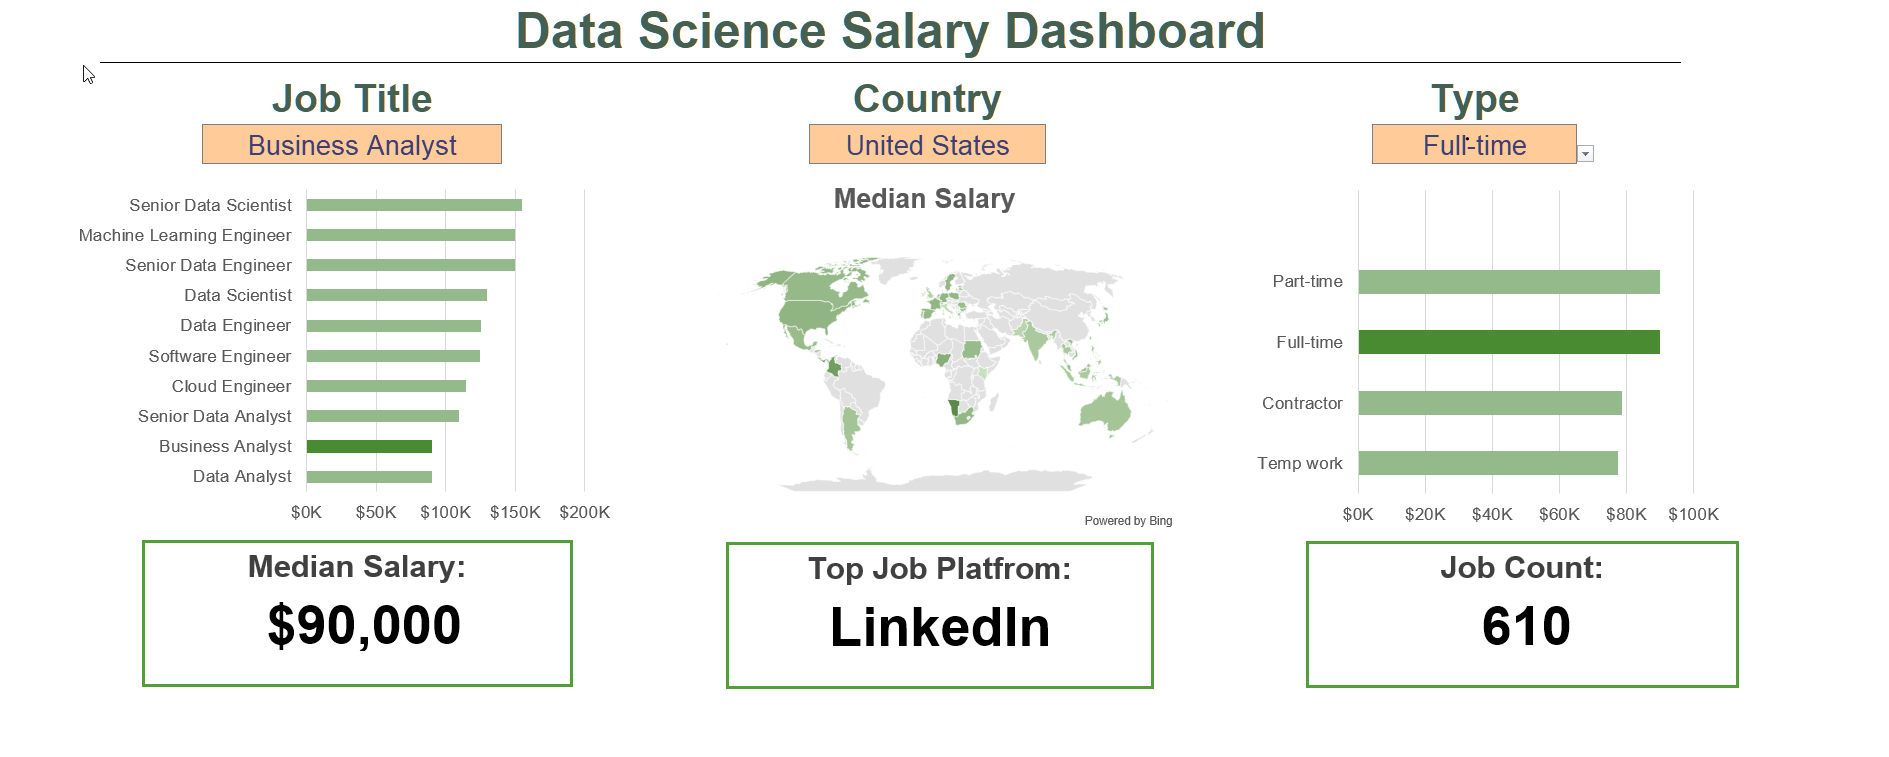 Data Science Salary Dashboard
Job Title
Business Analyst
Country
United States
Type
Full-time
Senior Data Scientist
Machine Learning Engineer
Senior Data Engineer
Data Scientist
Data Engineer
Software Engineer
Cloud Engineer
Senior Data Analyst
Business Analyst
Data Analyst
$0K $50K $100K $150K $200K
Median Salary
Powered by Bing
Part-time
Full-time
Contractor
Temp work
$0K $20K $40K $60K $80K $100K
Median Salary:
$90,000
Top Job Platfrom:
LinkedIn
Job Count:
610